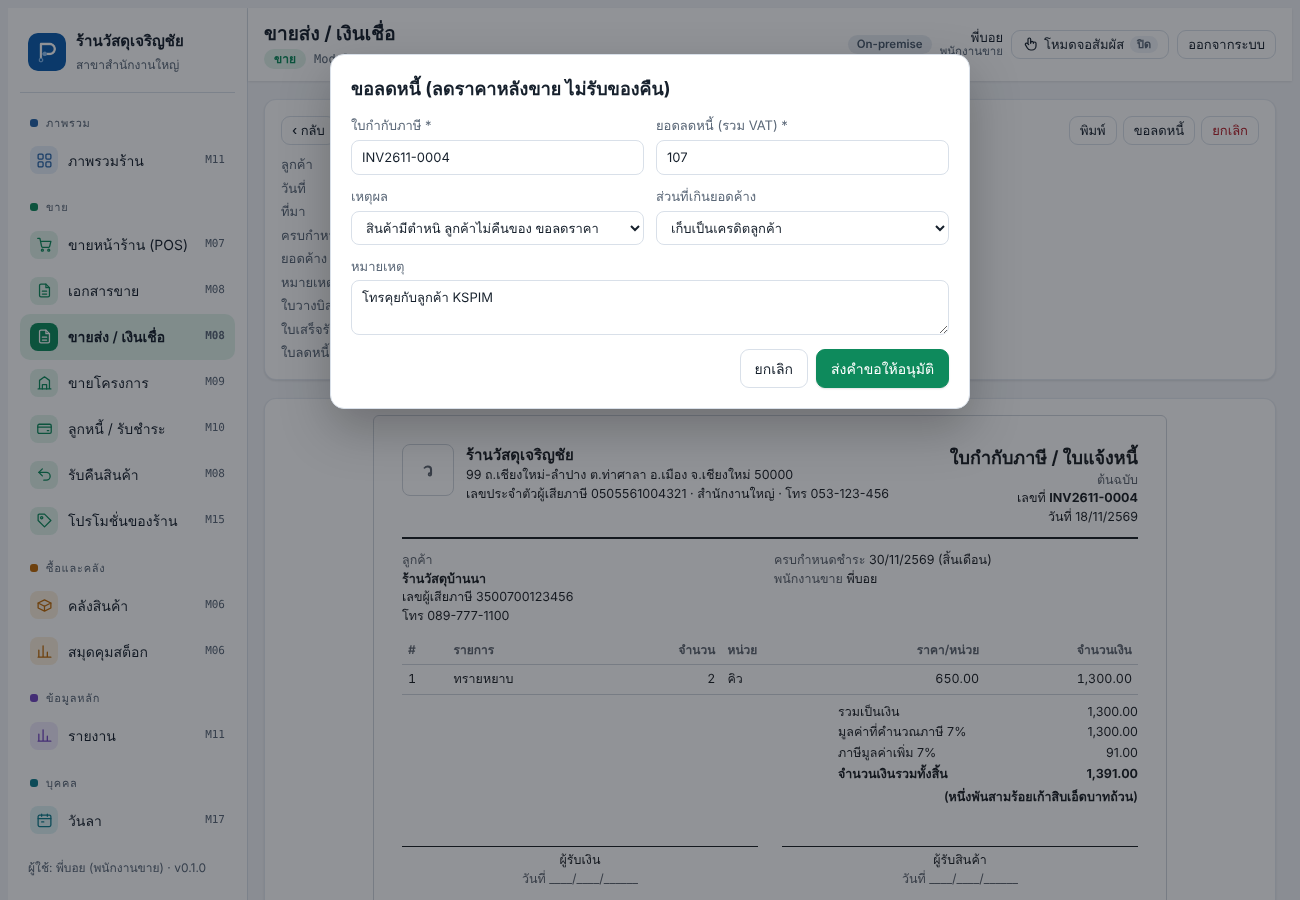 ร้านวัสดุเจริญชัย
สาขาสำนักงานใหญ่
ภาพรวม
ภาพรวมร้าน M11
ขาย
ขายหน้าร้าน (POS) M07
เอกสารขาย M08
ขายส่ง / เงินเชื่อ M08
ขายโครงการ M09
ลูกหนี้ / รับชำระ M10
รับคืนสินค้า M08
โปรโมชั่นของร้าน M15
ซื้อและคลัง
คลังสินค้า M06
สมุดคุมสต็อก M06
ข้อมูลหลัก
รายงาน M11
บุคคล
วันลา M17
ผู้ใช้: พี่บอย (พนักงานขาย) · v0.1.0
ขายส่ง / เงินเชื่อ
ขาย
On-premise
พี่บอย
พนักงานขาย
โหมดจอสัมผัส ปิด
ออกจากระบบ
‹ กลับ
พิมพ์
ขอลดหนี้
ยกเลิก
ลูกค้า
วันที่
ที่มา
ยอดค้าง
ขอลดหนี้ (ลดราคาหลังขาย ไม่รับของคืน)
ใบกำกับภาษี *
INV2611-0004
ยอดลดหนี้ (รวม VAT) *
107
เหตุผล
สินค้ามีตำหนิ ลูกค้าไม่คืนของ ขอลดราคา
ส่วนที่เกินยอดค้าง
เก็บเป็นเครดิตลูกค้า
หมายเหตุ
โทรคุยกับลูกค้า KSPIM
ยกเลิก
ส่งคำขอให้อนุมัติ
ว
ร้านวัสดุเจริญชัย
99 ถ.เชียงใหม่-ลำปาง ต.ท่าศาลา อ.เมือง จ.เชียงใหม่ 50000
เลขประจำตัวผู้เสียภาษี 0505561004321 · สำนักงานใหญ่ · โทร 053-123-456
ใบกำกับภาษี / ใบแจ้งหนี้
ต้นฉบับ
เลขที่ INV2611-0004
วันที่ 18/11/2569
ลูกค้า
ร้านวัสดุบ้านนา
เลขผู้เสียภาษี 3500700123456
โทร 089-777-1100
ครบกำหนดชำระ 30/11/2569 (สิ้นเดือน)
พนักงานขาย พี่บอย
# รายการ จำนวน หน่วย ราคา/หน่วย จำนวนเงิน
1 ทรายหยาบ 2 คิว 650.00 1,300.00
รวมเป็นเงิน 1,300.00
มูลค่าที่คำนวณภาษี 7% 1,300.00
ภาษีมูลค่าเพิ่ม 7% 91.00
จำนวนเงินรวมทั้งสิ้น 1,391.00
(หนึ่งพันสามร้อยเก้าสิบเอ็ดบาทถ้วน)
ผู้รับเงิน
วันที่ ____/____/______
ผู้รับสินค้า
วันที่ ____/____/______